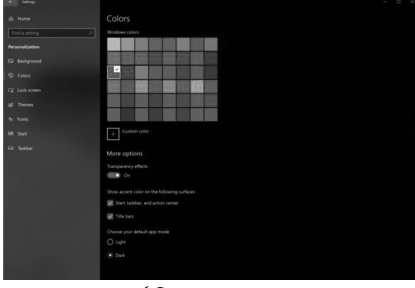 Settings
Home
Find a setting
Personalization
Background
Colors
Lock screen
Themes
Fonts
Start
Taskbar
Colors
Windows colors
Custom color
More options
Transparency effects
On
Show accent color on the following surfaces
Start, taskbar, and action center
Title bars
Choose your default app mode
Light
Dark